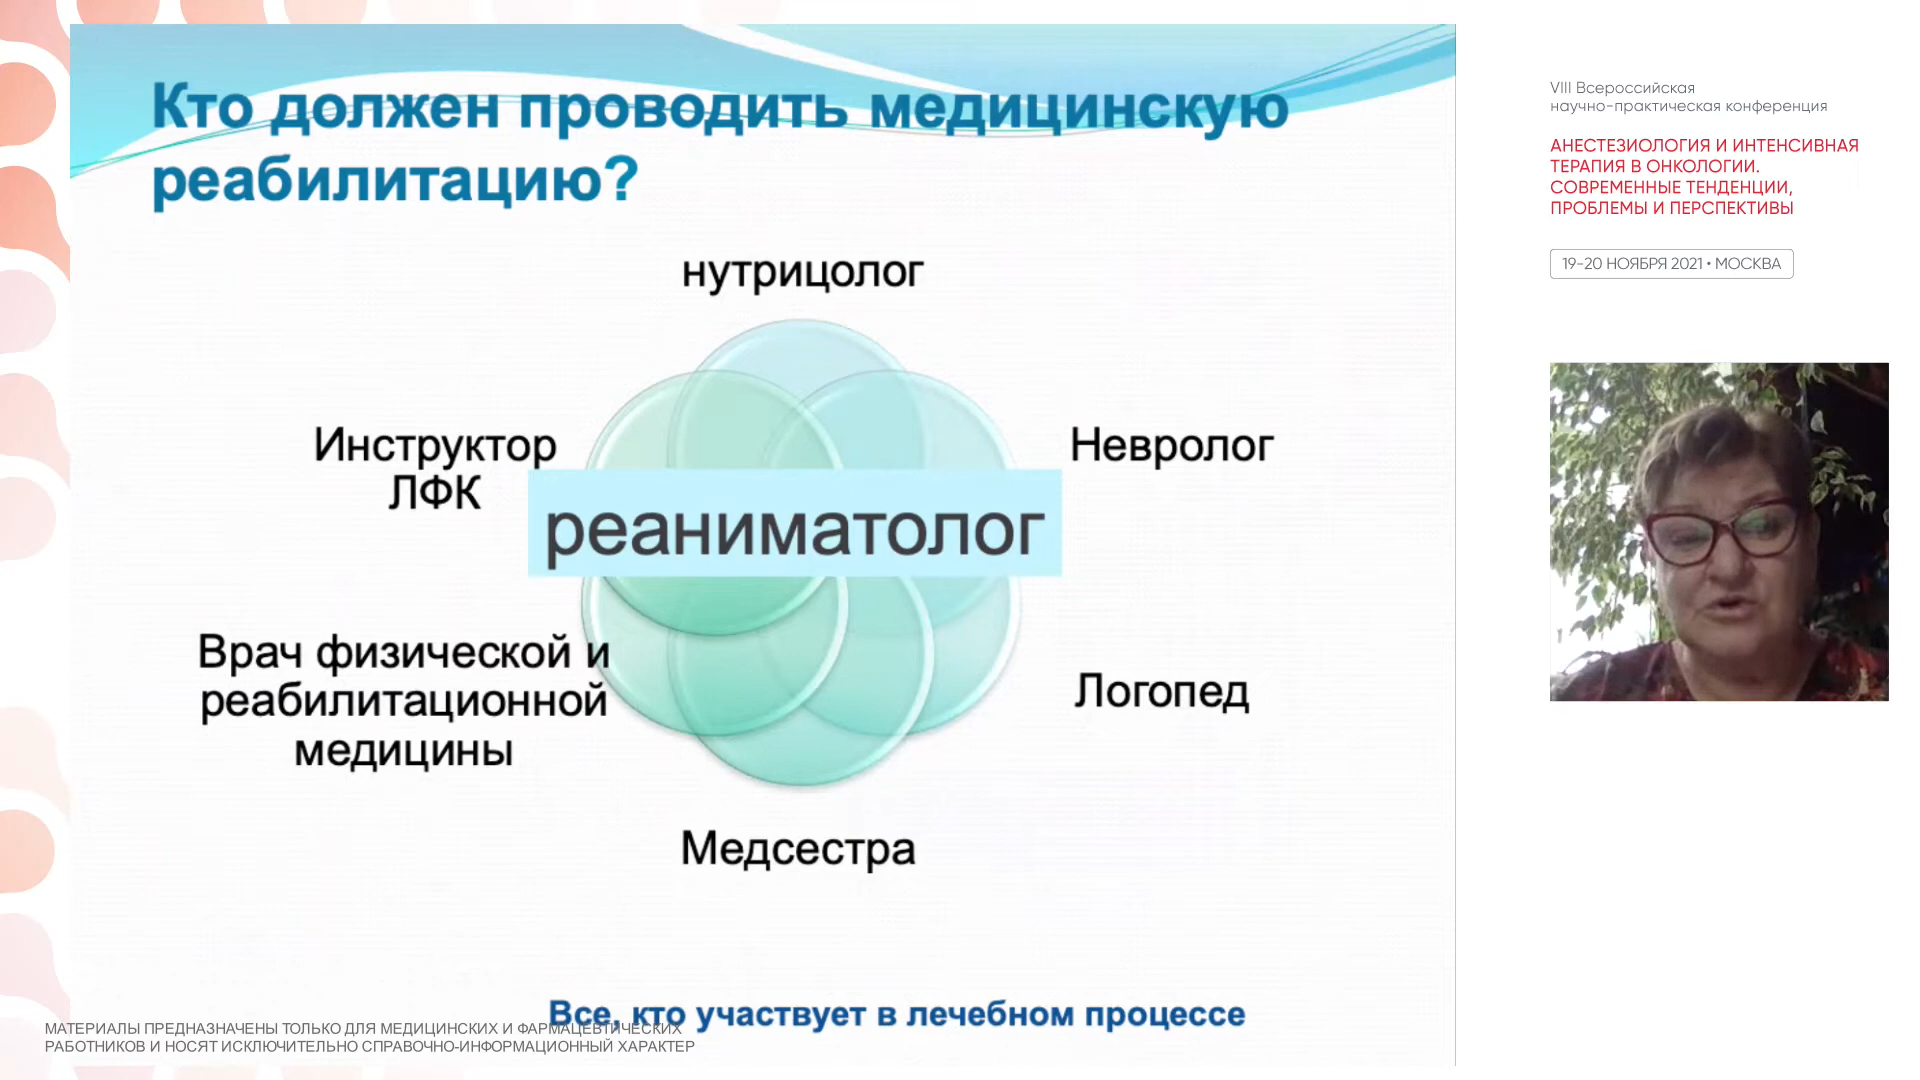 Кто должен проводить медицинскую
реабилитацию?
нутрицолог
Инструктор
ЛФК
Невролог
реаниматолог
Врач физической и
реабилитационной
медицины
Логопед
Медсестра
Все, кто участвует в лечебном процессе
МАТЕРИАЛЫ ПРЕДНАЗНАЧЕНЫ ТОЛЬКО ДЛЯ МЕДИЦИНСКИХ И ФАРМАЦЕВТИЧЕСКИХ
РАБОТНИКОВ И НОСЯТ ИСКЛЮЧИТЕЛЬНО СПРАВОЧНО-ИНФОРМАЦИОННЫЙ ХАРАКТЕР
VIII Всероссийская
научно-практическая конференция
АНЕСТЕЗИОЛОГИЯ И ИНТЕНСИВНАЯ
ТЕРАПИЯ В ОНКОЛОГИИ.
СОВРЕМЕННЫЕ ТЕНДЕНЦИИ,
ПРОБЛЕМЫ И ПЕРСПЕКТИВЫ
19-20 НОЯБРЯ 2021 • МОСКВА